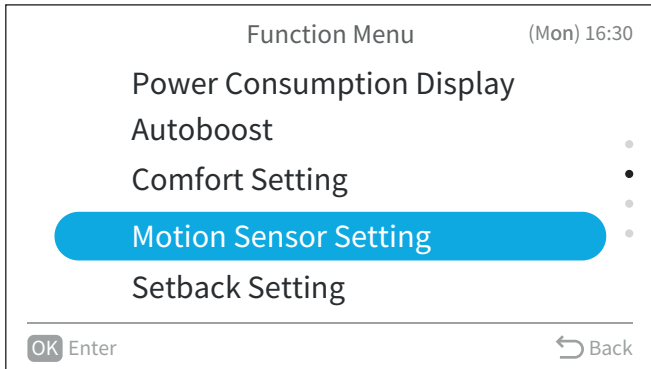 Function Menu (Mon) 16:30
Power Consumption Display
Autoboost
Comfort Setting
Motion Sensor Setting
Setback Setting
OK Enter Back